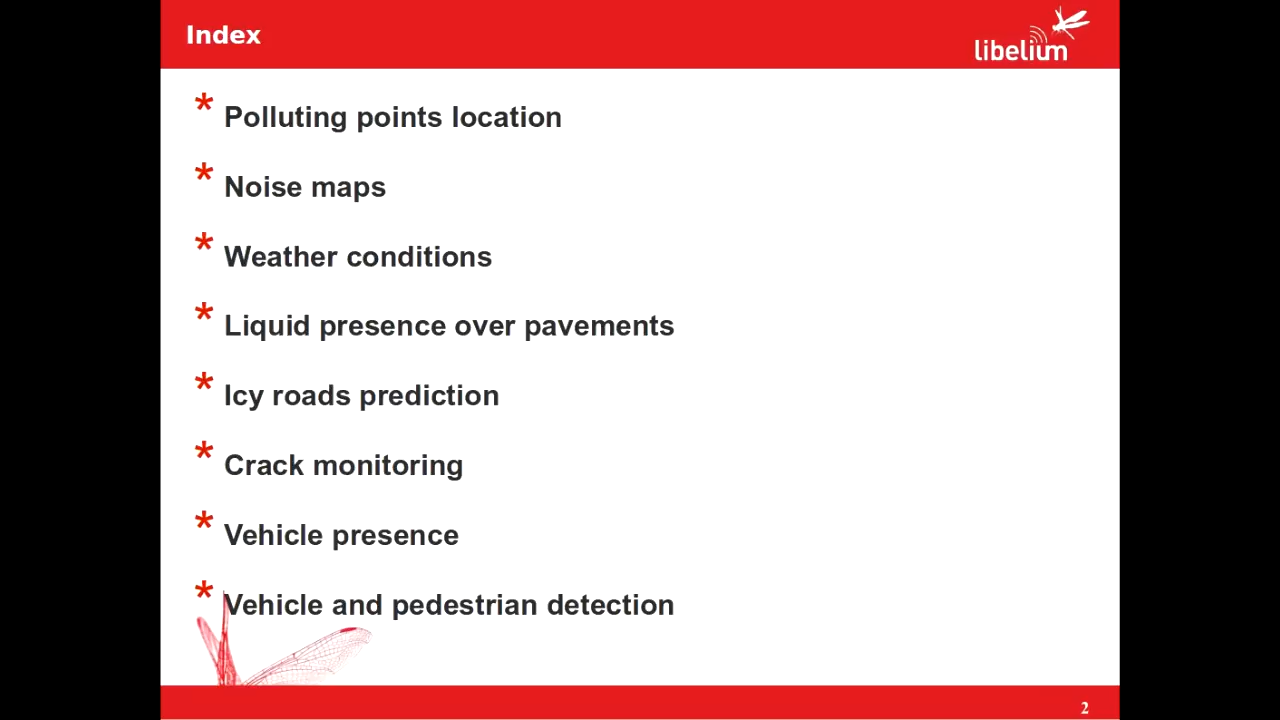 Index
libelium
* Polluting points location
* Noise maps
* Weather conditions
* Liquid presence over pavements
* Icy roads prediction
* Crack monitoring
* Vehicle presence
* Vehicle and pedestrian detection
2